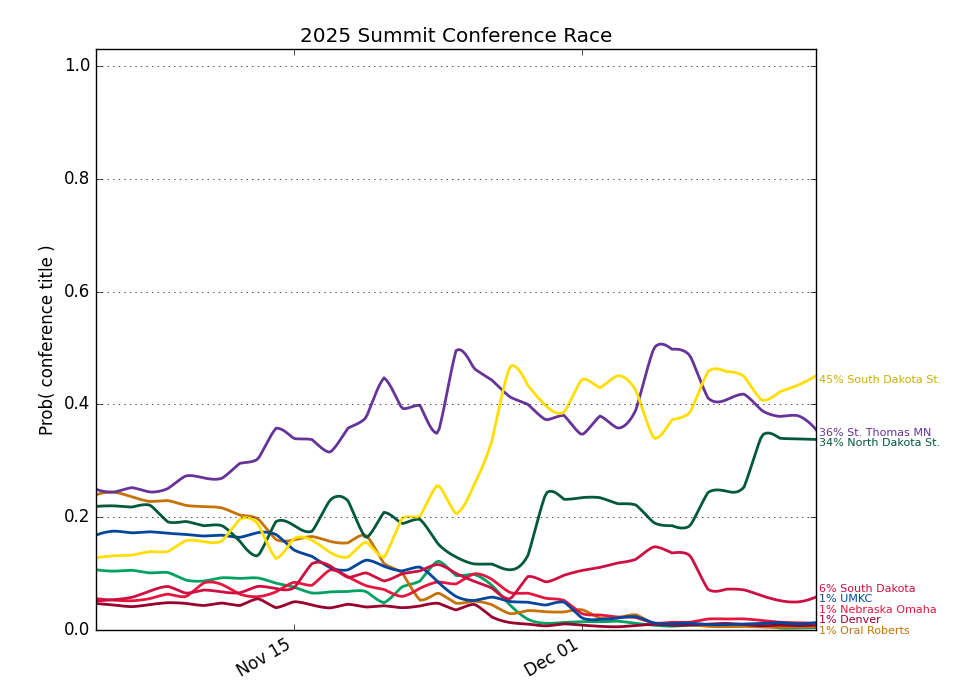 2025 Summit Conference Race
Prob( conference title )
1.0
0.8
0.6
0.4
0.2
0.0
Nov 15
Dec 01
45% South Dakota St.
36% St. Thomas MN
34% North Dakota St.
6% South Dakota
1% UMKC
1% Nebraska Omaha
1% Denver
1% Oral Roberts